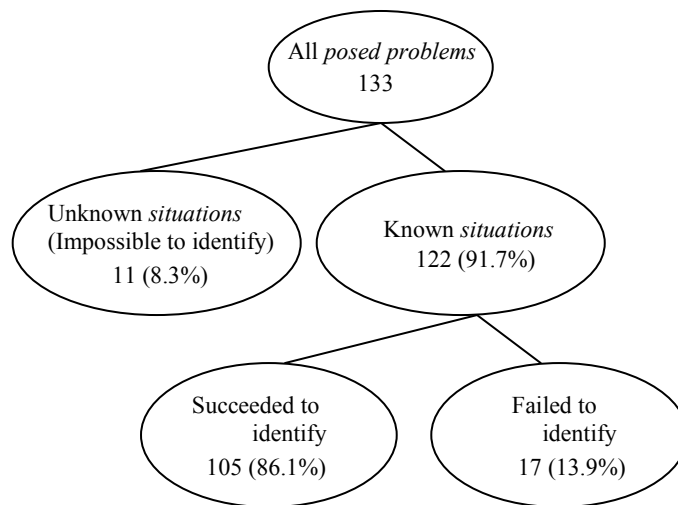 All posed problems
133
Unknown situations
(Impossible to identify)
11 (8.3%)
Known situations
122 (91.7%)
Succeeded to
identify
105 (86.1%)
Failed to
identify
17 (13.9%)